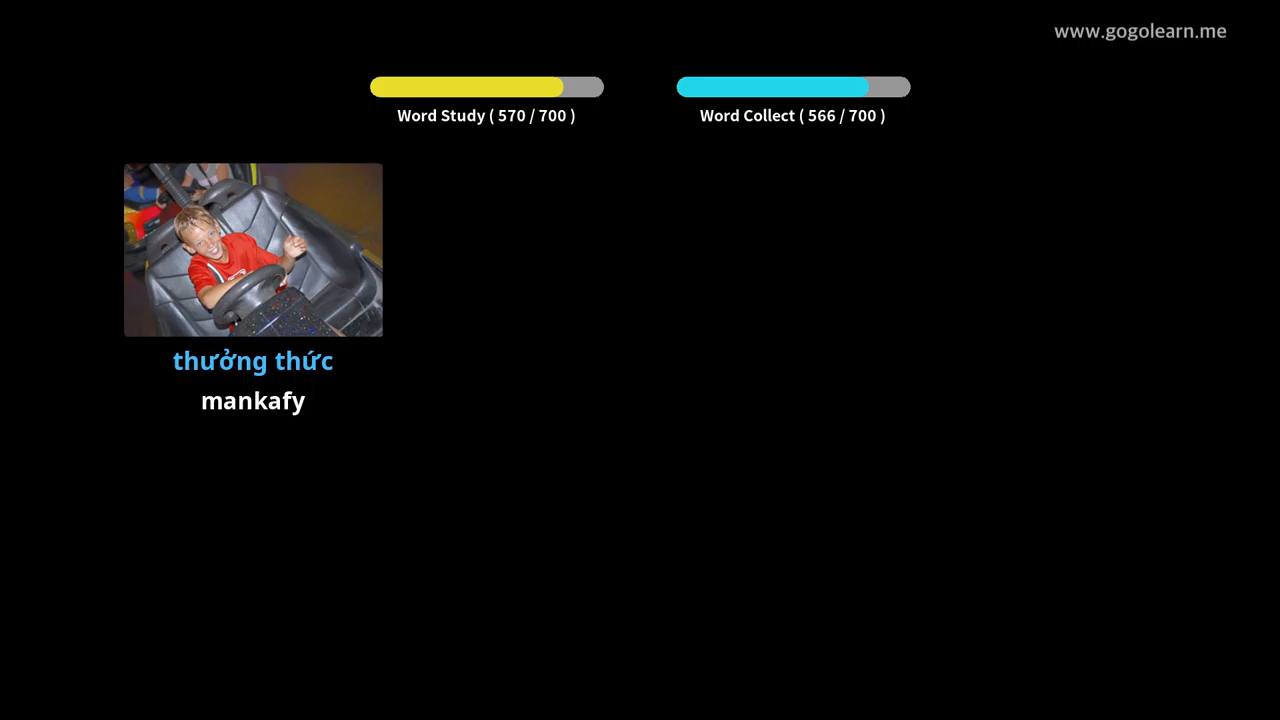 www.gogolearn.me
Word Study ( 570 / 700 )
Word Collect ( 566 / 700 )
thưởng thức
mankafy